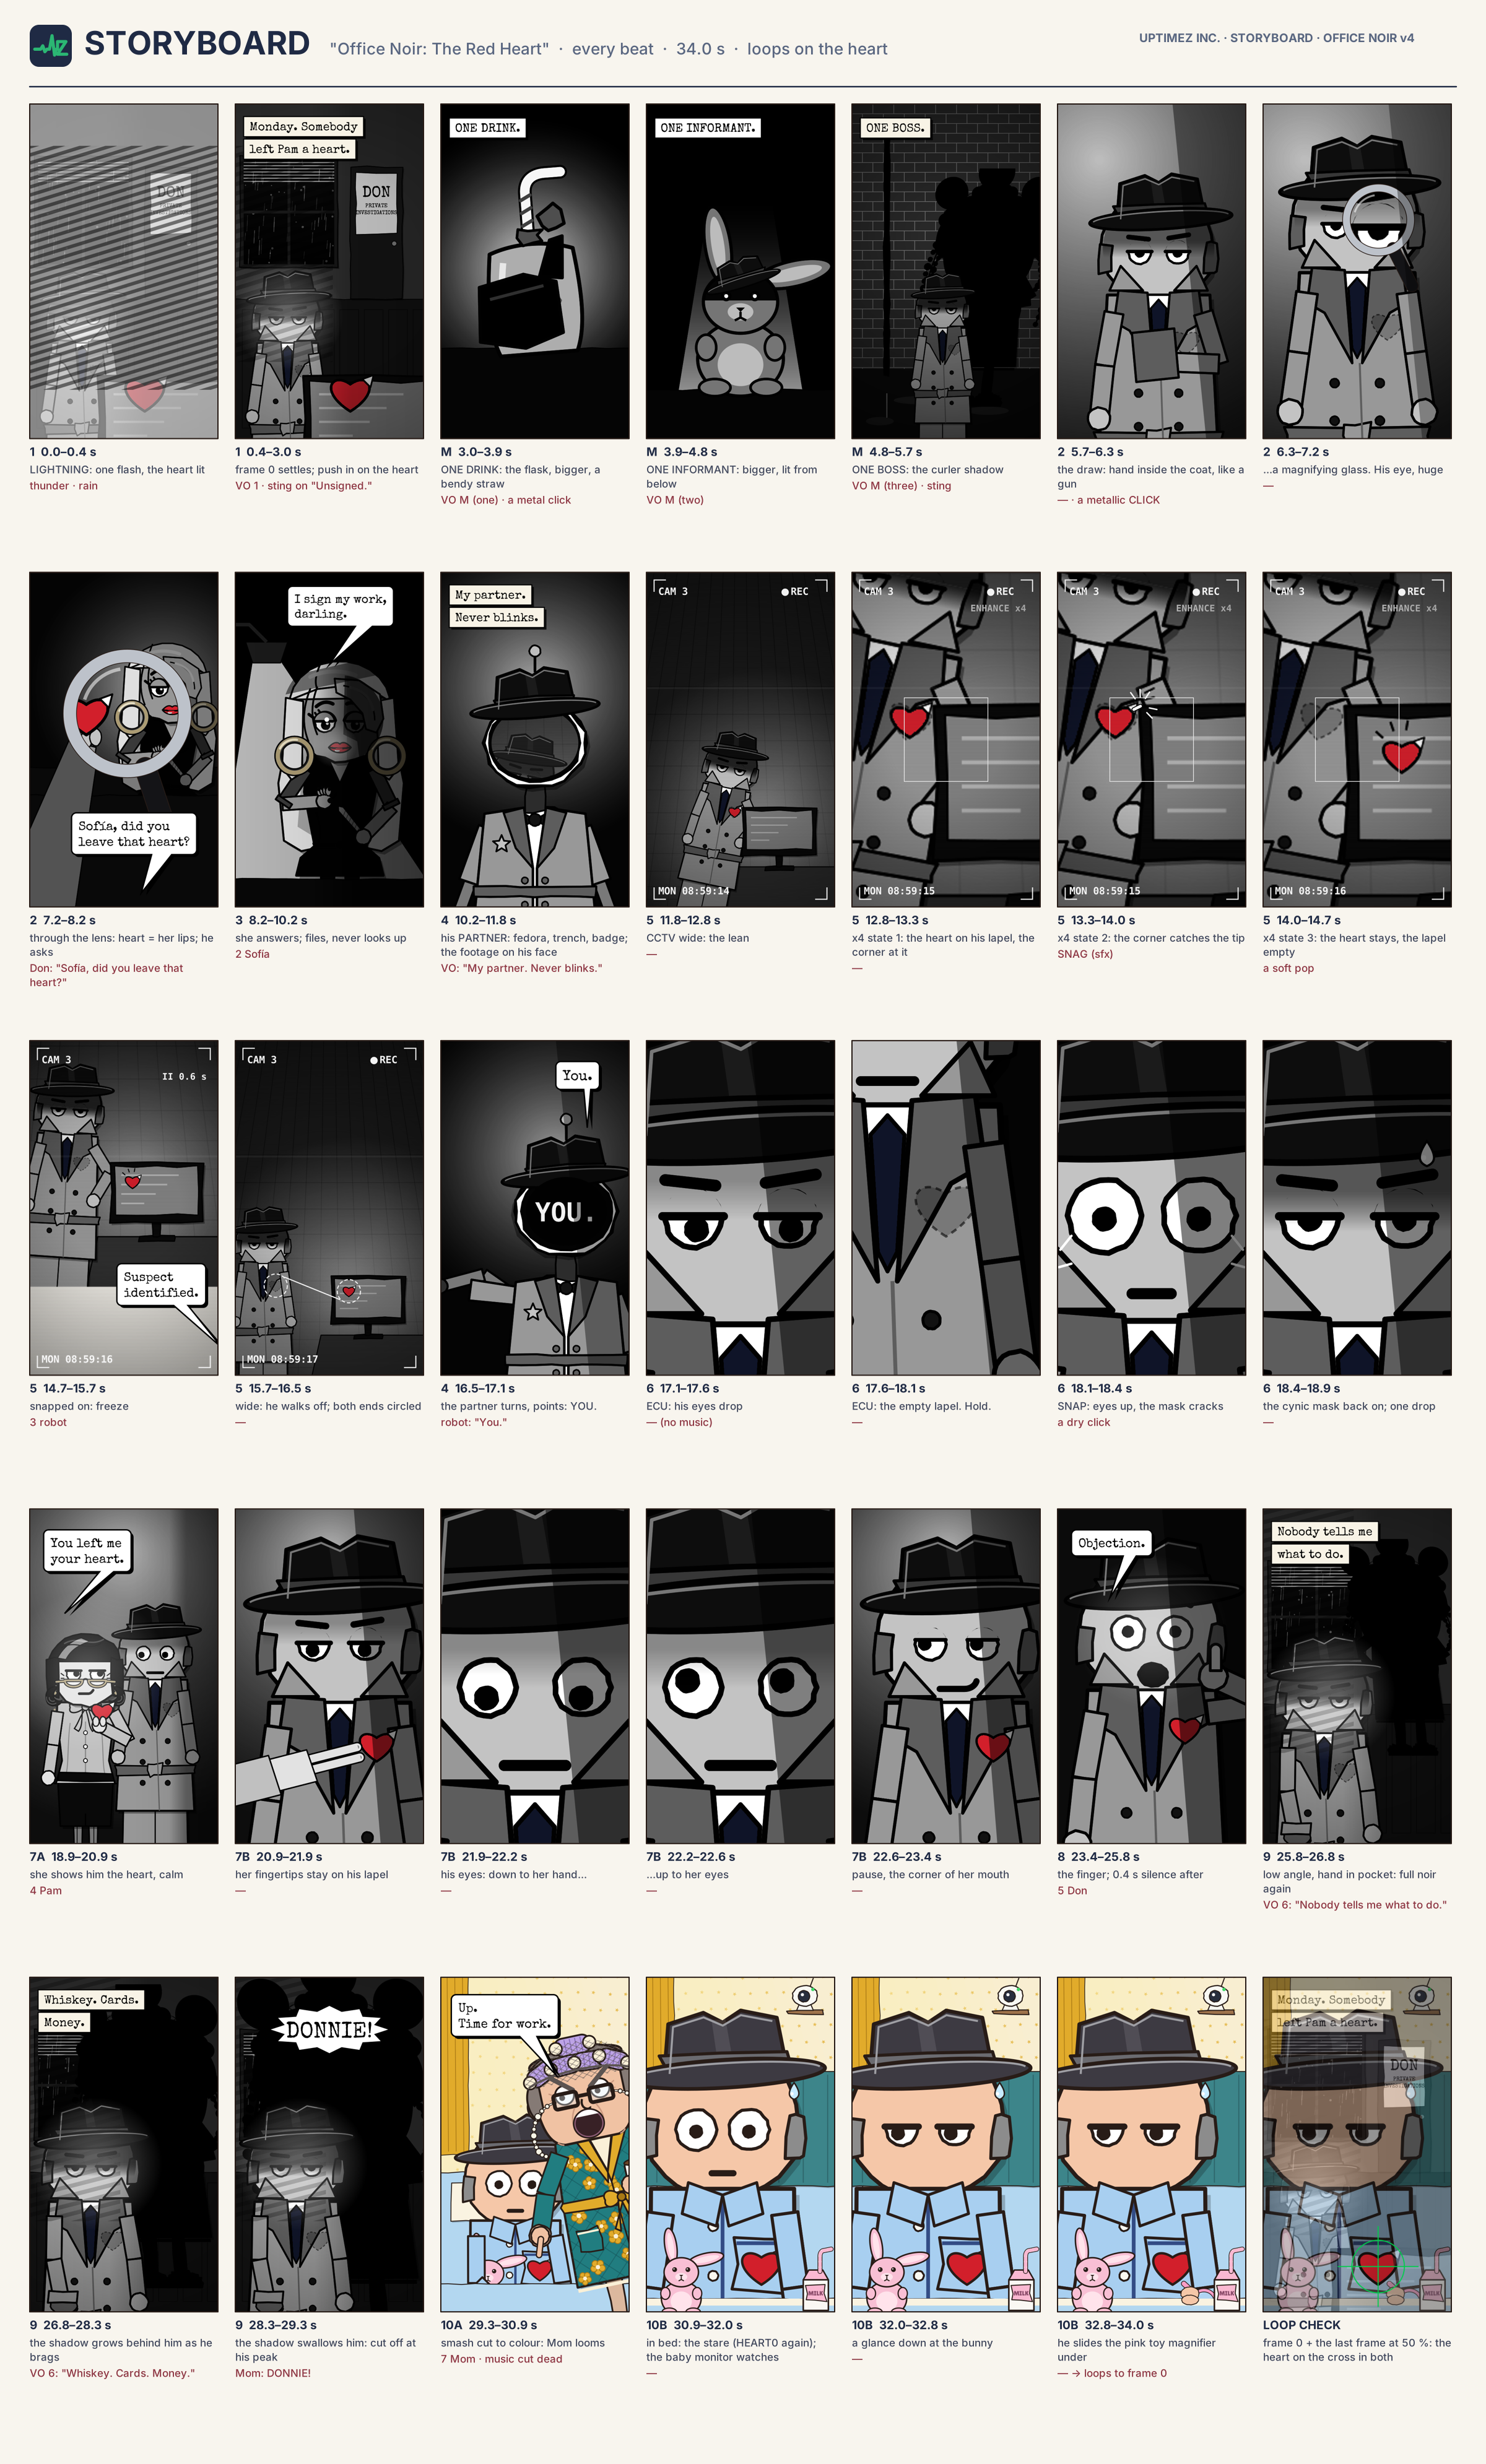 STORYBOARD
"Office Noir: The Red Heart" · every beat · 34.0 s · loops on the heart
UPTIMEZ INC. · STORYBOARD · OFFICE NOIR v4
DON
Monday. Somebody
left Pam a heart.
DON
PRIVATE
INVESTIGATIONS
ONE DRINK.
ONE INFORMANT.
ONE BOSS.
1 0.0–0.4 s
LIGHTNING: one flash, the heart lit
thunder · rain
1 0.4–3.0 s
frame 0 settles; push in on the heart
VO 1 · sting on "Unsigned."
M 3.0–3.9 s
ONE DRINK: the flask, bigger, a
bendy straw
VO M (one) · a metal click
M 3.9–4.8 s
ONE INFORMANT: bigger, lit from
below
VO M (two)
M 4.8–5.7 s
ONE BOSS: the curler shadow
VO M (three) · sting
2 5.7–6.3 s
the draw: hand inside the coat, like a
gun
— · a metallic CLICK
2 6.3–7.2 s
...a magnifying glass. His eye, huge
—
Sofía, did you
leave that heart?
I sign my work,
darling.
My partner.
Never blinks.
CAM 3
REC
MON 08:59:14
CAM 3
REC
ENHANCE x4
MON 08:59:15
CAM 3
REC
ENHANCE x4
MON 08:59:15
CAM 3
REC
ENHANCE x4
MON 08:59:16
2 7.2–8.2 s
through the lens: heart = her lips; he
asks
Don: "Sofía, did you leave that
heart?"
3 8.2–10.2 s
she answers; files, never looks up
2 Sofía
4 10.2–11.8 s
his PARTNER: fedora, trench, badge;
the footage on his face
VO: "My partner. Never blinks."
5 11.8–12.8 s
CCTV wide: the lean
—
5 12.8–13.3 s
x4 state 1: the heart on his lapel, the
corner at it
—
5 13.3–14.0 s
x4 state 2: the corner catches the tip
SNAG (sfx)
5 14.0–14.7 s
x4 state 3: the heart stays, the lapel
empty
a soft pop
CAM 3
II 0.6 s
Suspect
identified.
MON 08:59:16
CAM 3
REC
MON 08:59:17
You.
YOU.
5 14.7–15.7 s
snapped on: freeze
3 robot
5 15.7–16.5 s
wide: he walks off; both ends circled
—
4 16.5–17.1 s
the partner turns, points: YOU.
robot: "You."
6 17.1–17.6 s
ECU: his eyes drop
— (no music)
6 17.6–18.1 s
ECU: the empty lapel. Hold.
—
6 18.1–18.4 s
SNAP: eyes up, the mask cracks
a dry click
6 18.4–18.9 s
the cynic mask back on; one drop
—
You left me
your heart.
Objection.
Nobody tells me
what to do.
7A 18.9–20.9 s
she shows him the heart, calm
4 Pam
7B 20.9–21.9 s
her fingertips stay on his lapel
—
7B 21.9–22.2 s
his eyes: down to her hand...
—
7B 22.2–22.6 s
...up to her eyes
—
7B 22.6–23.4 s
pause, the corner of her mouth
—
8 23.4–25.8 s
the finger; 0.4 s silence after
5 Don
9 25.8–26.8 s
low angle, hand in pocket: full noir
again
VO 6: "Nobody tells me what to do."
Whiskey. Cards.
Money.
DONNIE!
Up.
Time for work.
MILK
MILK
MILK
Monday. Somebody
left Pam a heart.
DON
PRIVATE
INVESTIGATIONS
MILK
9 26.8–28.3 s
the shadow grows behind him as he
brags
VO 6: "Whiskey. Cards. Money."
9 28.3–29.3 s
the shadow swallows him: cut off at
his peak
Mom: DONNIE!
10A 29.3–30.9 s
smash cut to colour: Mom looms
7 Mom · music cut dead
10B 30.9–32.0 s
in bed: the stare (HEART0 again);
the baby monitor watches
—
10B 32.0–32.8 s
a glance down at the bunny
—
10B 32.8–34.0 s
he slides the pink toy magnifier
under
— → loops to frame 0
LOOP CHECK
frame 0 + the last frame at 50 %: the
heart on the cross in both